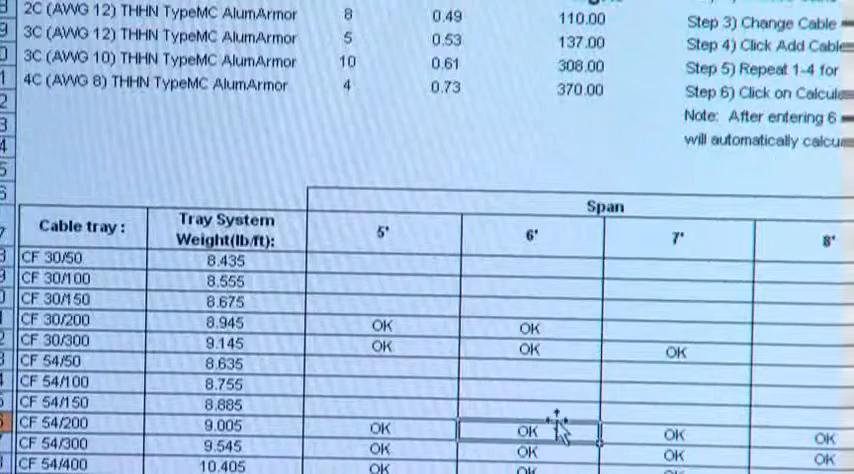 2C (AWG 12) THHN TypeMC AlumArmor 8 0.49 110.00
3C (AWG 12) THHN TypeMC AlumArmor 5 0.53 137.00
3C (AWG 10) THHN TypeMC AlumArmor 10 0.61 308.00
4C (AWG 8) THHN TypeMC AlumArmor 4 0.73 370.00
Step 3) Change Cable
Step 4) Click Add Cable
Step 5) Repeat 1-4 for
Step 6) Click on
Note: After entering 6
will automatically
Span
Cable tray : Tray System Weight(lb/ft): 5' 6' 7' 8'
CF 30/50 8.435
CF 30/100 8.555
CF 30/150 8.675
CF 30/200 8.945 OK OK
CF 30/300 9.145 OK OK OK
CF 54/50 8.635
CF 54/100 8.755
CF 54/150 8.885
CF 54/200 9.005 OK OK OK OK
CF 54/300 9.545 OK OK OK OK
CF 54/400 10.405 OK OK OK